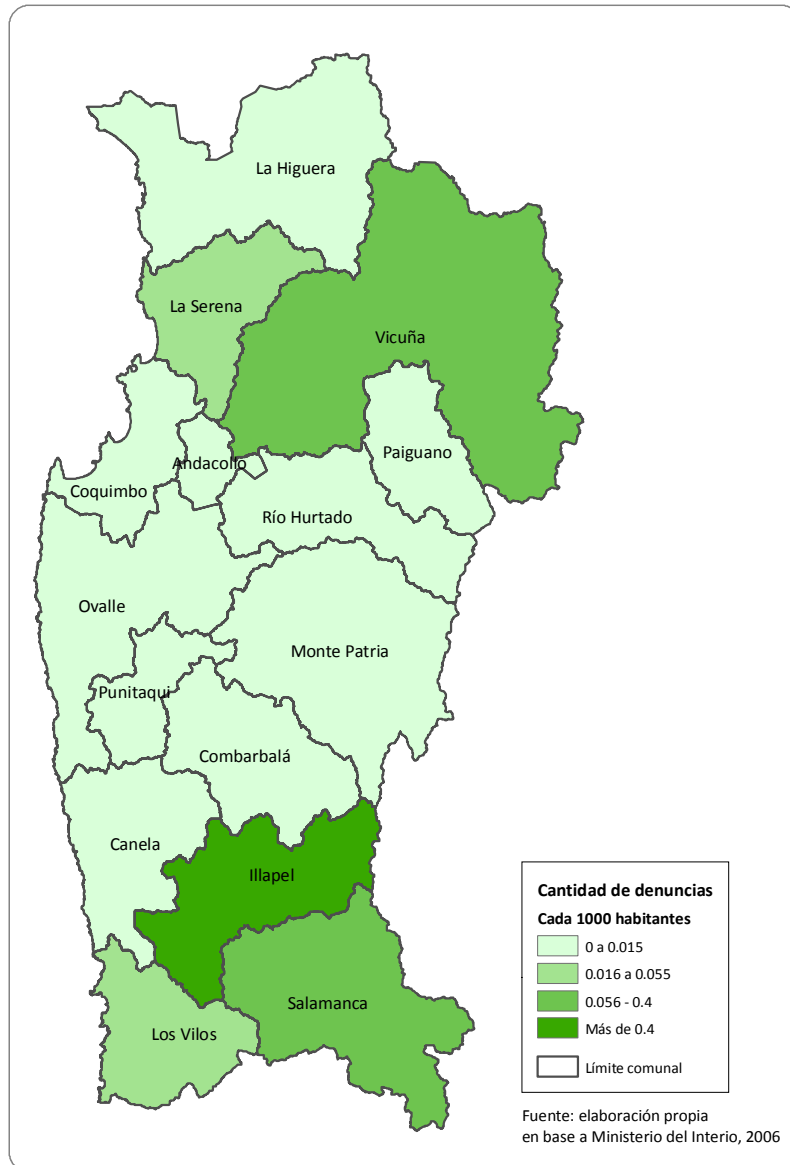 La Higuera
La Serena
Vicuña
Andacollo
Paiguano
Coquimbo
Río Hurtado
Ovalle
Monte Patria
Punitaqui
Combarbalá
Canela
Illapel
Salamanca
Los Vilos
Cantidad de denuncias
Cada 1000 habitantes
0 a 0.015
0.016 a 0.055
0.056 - 0.4
Más de 0.4
Límite comunal
Fuente: elaboración propia
en base a Ministerio del Interio, 2006